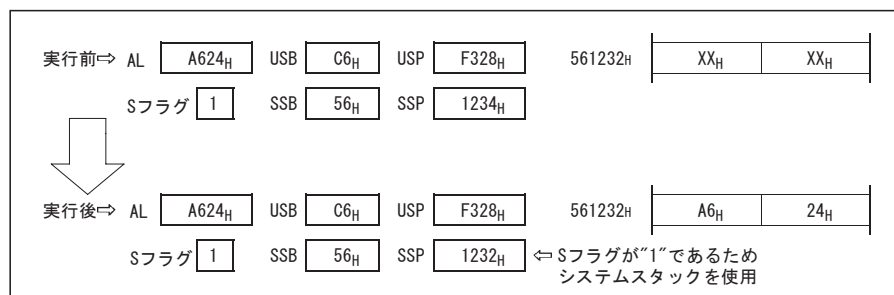 実行前⇨ AL A624H USB C6H USP F328H 561232H XXH XXH
Sフラグ 1 SSB 56H SSP 1234H
実行後⇨ AL A624H USB C6H USP F328H 561232H A6H 24H
Sフラグ 1 SSB 56H SSP 1232H ⇦Sフラグが"1"であるため
システムスタックを使用